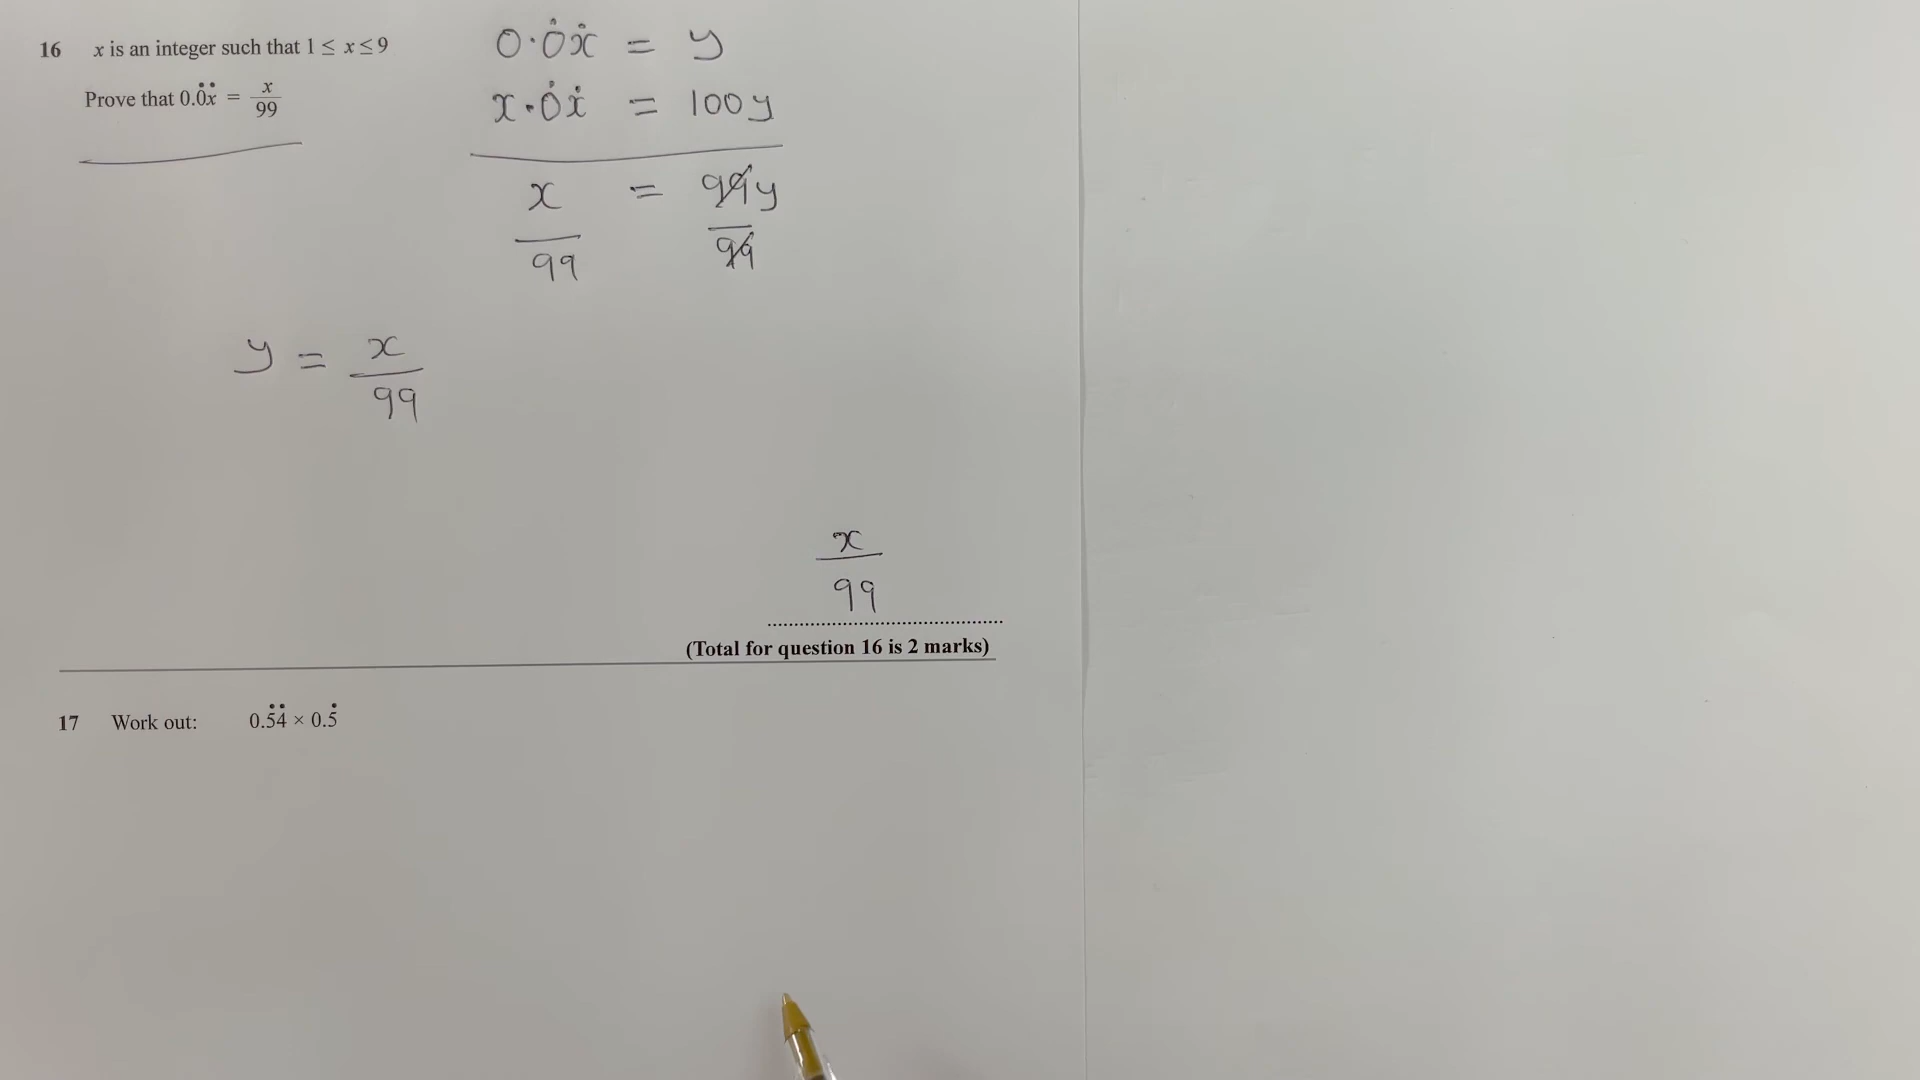 16 x is an integer such that 1 ≤ x ≤ 9
Prove that 0.0̇ẋ = x/99
0.0̇ẋ = y
x.0̇ẋ = 100y
x/99 = 99y/99
y = x/99
x/99
(Total for question 16 is 2 marks)
17 Work out: 0.5̇4̇ × 0.5̇